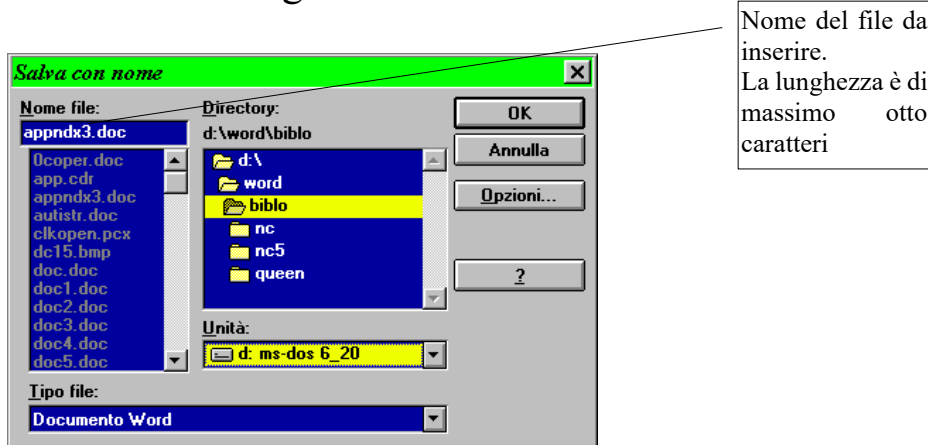 Nome del file da
inserire.
La lunghezza è di
massimo otto
caratteri
Salva con nome
Nome file:
appndx3.doc
0coper.doc
app.cdr
appndx3.doc
autistr.doc
clkopen.pcx
dc15.bmp
doc.doc
doc1.doc
doc2.doc
doc3.doc
doc4.doc
doc5.doc
Directory:
d:\word\biblo
d:\
word
biblo
nc
nc5
queen
Unità:
d: ms-dos 6_20
Tipo file:
Documento Word
OK
Annulla
Opzioni...
?